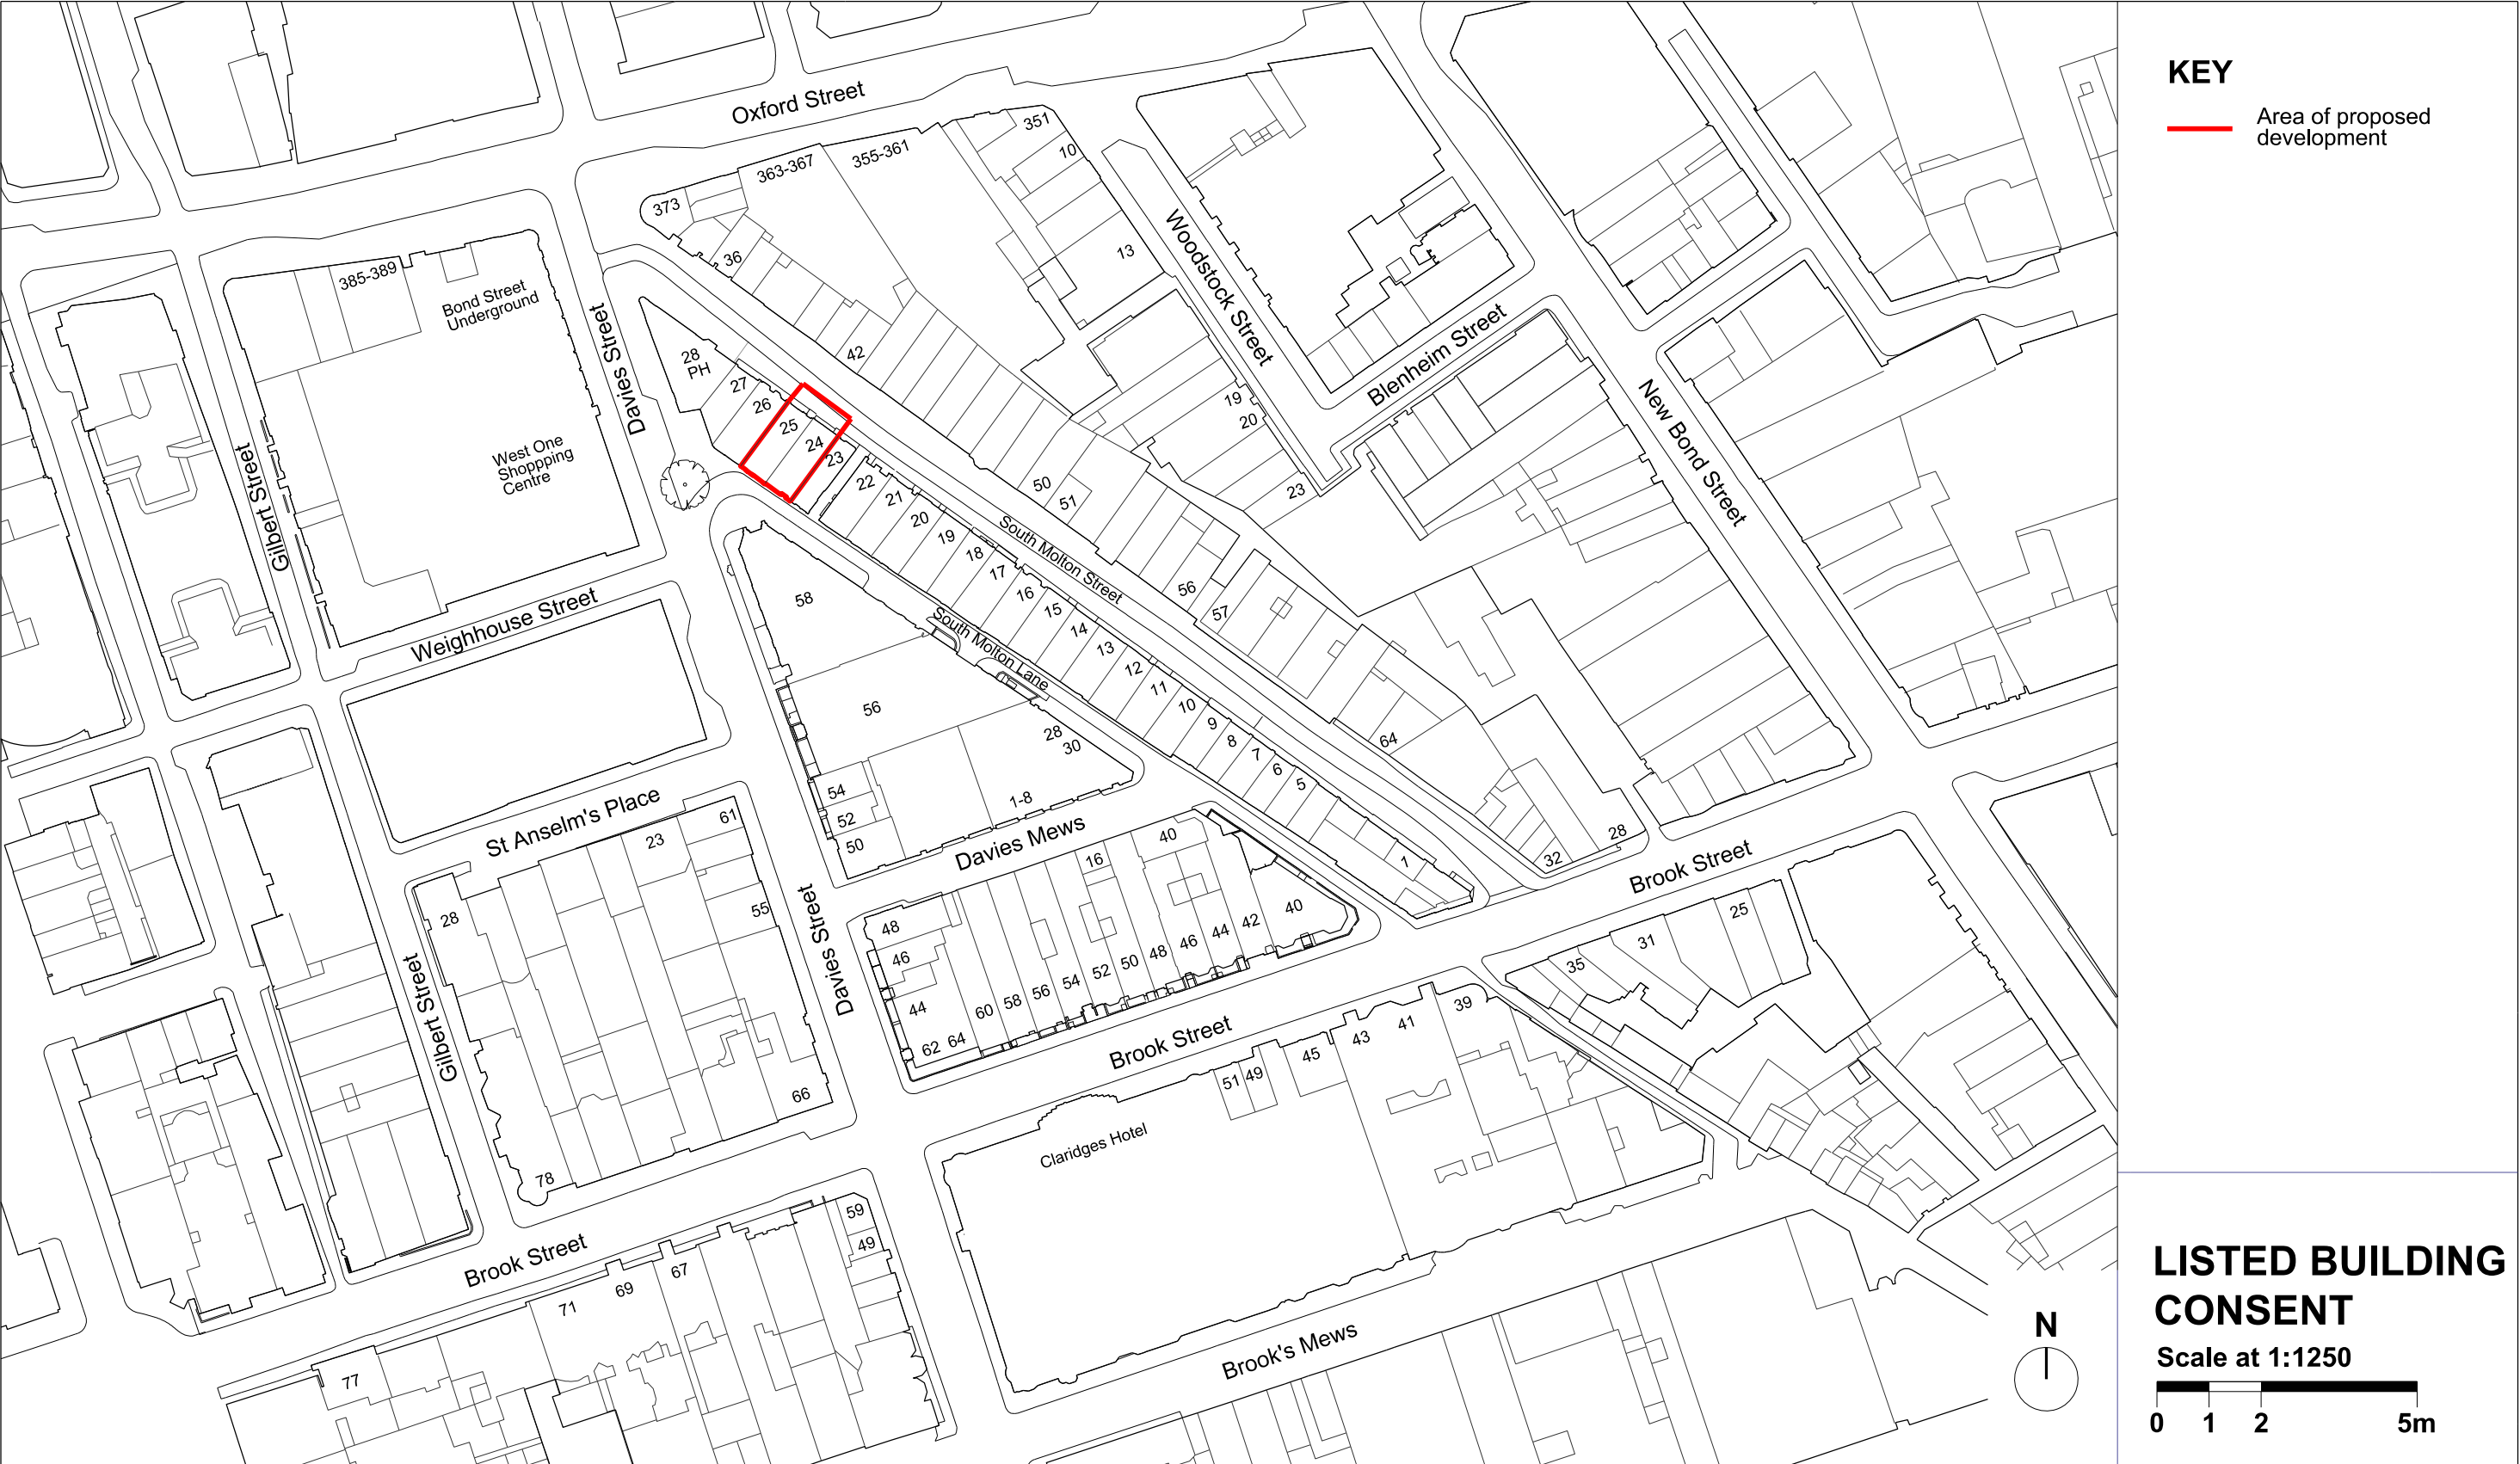 KEY
Area of proposed
development
Oxford Street
351
10
355-361
363-367
373
36
13
42
385-389
Bond Street
Underground
Davies Street
Woodstock Street
Blenheim Street
New Bond Street
28
PH
27
26
25
24
23
22
21
20
19
18
17
16
15
14
13
12
11
10
9
8
7
6
5
1
19
20
23
50
51
56
57
64
28
32
West One
Shoppping
Centre
Gilbert Street
Weighhouse Street
South Molton Street
South Molton Lane
58
56
28
30
54
52
50
1-8
Davies Mews
St Anselm's Place
61
23
55
28
66
78
Gilbert Street
Davies Street
48
46
44
62
64
60
58
56
54
52
50
48
46
44
42
40
16
40
Brook Street
25
31
35
Brook Street
39
41
43
45
49
51
Claridges Hotel
Brook Street
59
49
67
69
71
77
Brook's Mews
N
LISTED BUILDING
CONSENT
Scale at 1:1250
0 1 2 5m